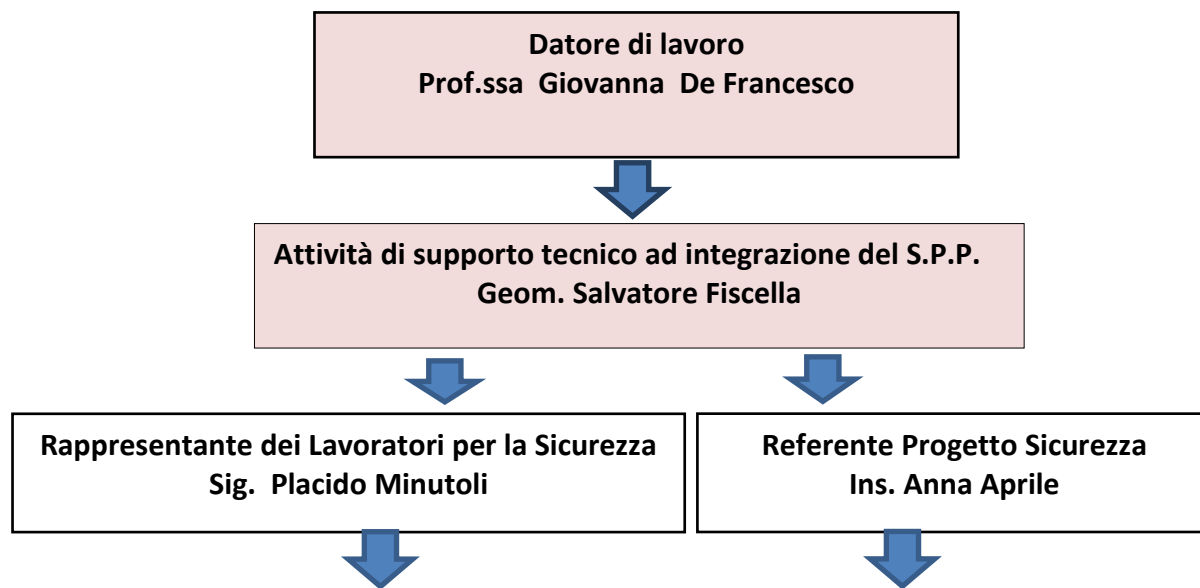 Datore di lavoro
Prof.ssa Giovanna De Francesco
Attività di supporto tecnico ad integrazione del S.P.P.
Geom. Salvatore Fiscella
Rappresentante dei Lavoratori per la Sicurezza
Sig. Placido Minutoli
Referente Progetto Sicurezza
Ins. Anna Aprile